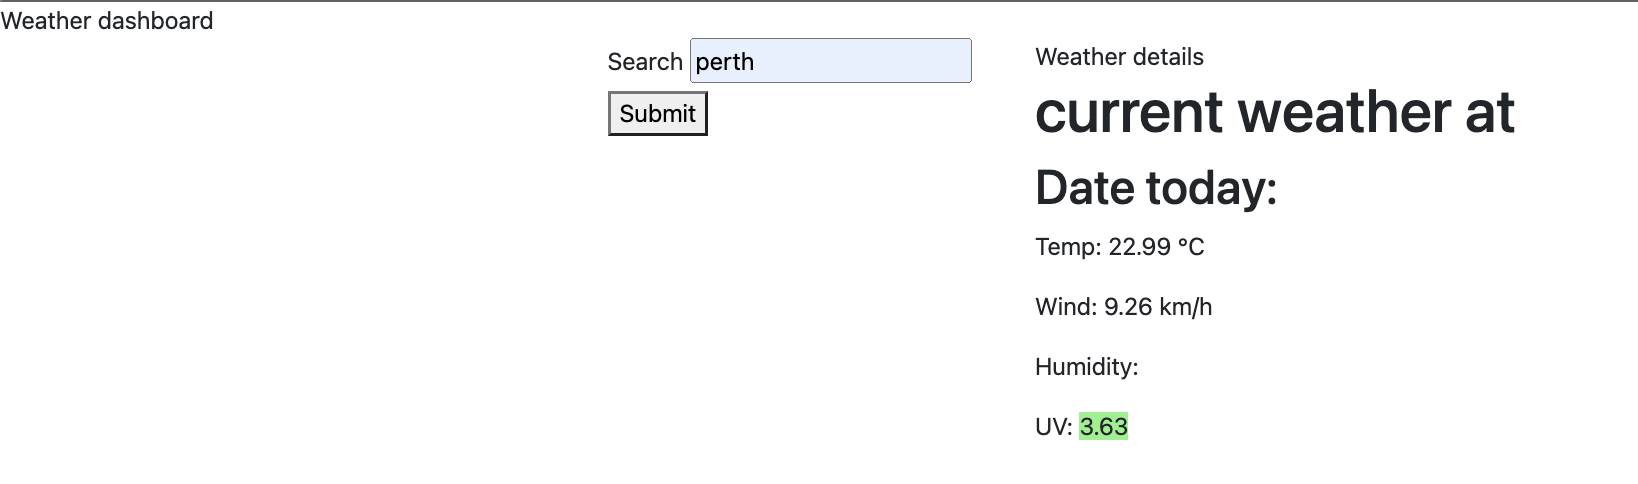 Weather dashboard
Search perth
Submit
Weather details
current weather at
Date today:
Temp: 22.99 °C
Wind: 9.26 km/h
Humidity:
UV: 3.63